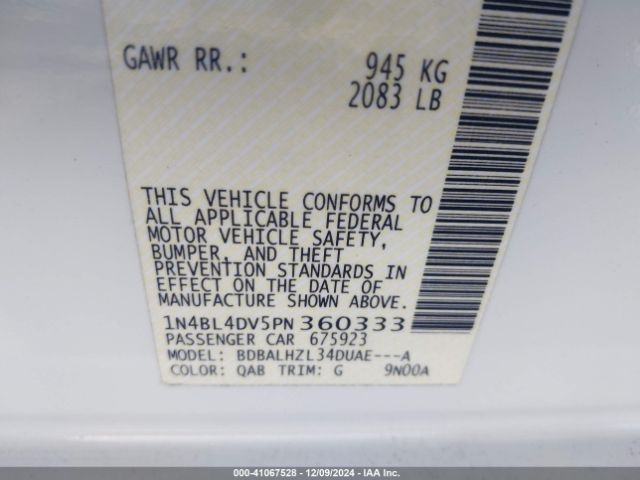 GAWR RR.: 945 KG
2083 LB
THIS VEHICLE CONFORMS TO
ALL APPLICABLE FEDERAL
MOTOR VEHICLE SAFETY,
BUMPER, AND THEFT
PREVENTION STANDARDS IN
EFFECT ON THE DATE OF
MANUFACTURE SHOWN ABOVE.
1N4BL4DV5PN360333
PASSENGER CAR 675923
MODEL: BDBALHZL34DUAE---A
COLOR: QAB TRIM: G 9N00A
000-41067528 - 12/09/2024 - IAA Inc.